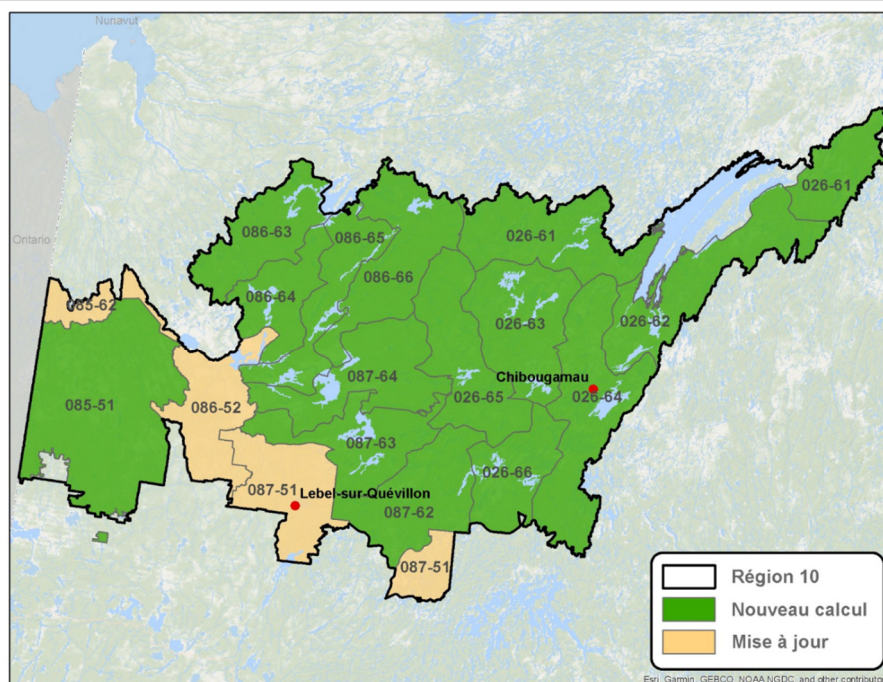 Nunavut
026-61
086-63
086-65
026-61
Ontario
086-66
086-64
085-62
026-63
026-62
Chibougamau
087-64
026-65
026-64
085-51
086-52
087-63
026-66
087-51
Lebel-sur-Quévillon
087-62
087-51
Région 10
Nouveau calcul
Mise à jour
Esri, Garmin, GEBCO, NOAA NGDC, and other contributo